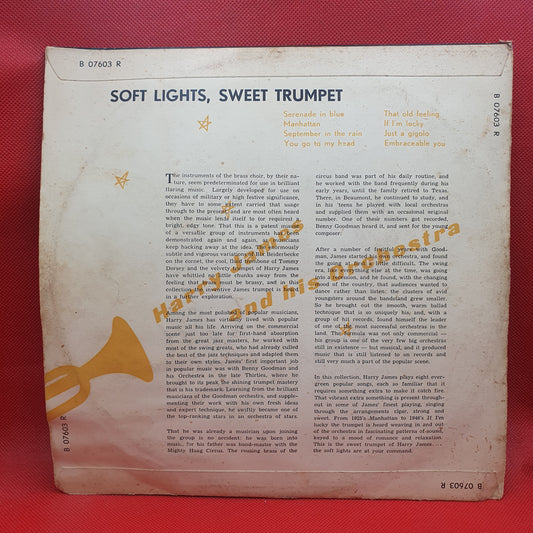 B 07603 R
B 07603 R
SOFT LIGHTS, SWEET TRUMPET
Serenade in blue
Manhattan
September in the rain
You go to my head
That old feeling
If I'm lucky
Just a gigolo
Embraceable you
Harry James
and his Orchestra
The instruments of the brass choir, by their na-
ture, seem predetermined for use in brilliant
blaring music. Largely developed for use on
occasions of military or high festive significance,
they have to some extent carried that usage
through to the present and are most often heard
when the music lends itself to (or requires) a
bright, edgy tone. That this is a patent misuse
of a versatile group of instruments has been
demonstrated again and again, as musicians
keep hacking away at the idea with enormously
subtle and vigorous variations. Bix Beiderbecke
on the cornet, the cool, bland trombone of Tommy
Dorsey and the velvety trumpet of Harry James
have whittled sizable chunks away from the
feeling that brass must be brassy, and in this
collection the inventive James trumpet is heard
in a further exploration.
Among the most popular of popular musicians,
Harry James has virtually lived with popular
music all his life. Arriving on the commercial
scene just too late for first-hand absorption
from the great jazz masters, he worked with
most of the swing greats, who had already culled
the best of the jazz techniques and adapted them
to their own styles. James' first important job
in popular music was with Benny Goodman and
his Orchestra in the late Thirties, where he
brought to its peak the shining trumpet mastery
that is his trademark. Learning from the brilliant
musicians of the Goodman orchestra, and supple-
menting their work with his own fresh ideas
and expert technique, he swiftly became one of
the top-ranking stars in an orchestra of stars.
That he was already a musician upon joining
the group is no accident: he was born into
music, for his father was band-master with the
Mighty Haag Circus. The rousing brass of the
circus band was part of his daily routine, and
he worked with the band frequently during his
early years, until the family retired to Texas.
There, in Beaumont, he continued to study, and
in his teens he played with local orchestras
and supplied them with an occasional original
number. One of their numbers got recorded,
Benny Goodman heard it, and sent for the young
composer.
After a number of fine years with Good-
man, James started his own orchestra, and found
the going at first a little difficult. The swing
era, like anything else at the time, was going
into a recession, and he found, with the changing
mood of the country, that audiences wanted to
dance rather than listen: the clusters of avid
youngsters around the bandstand grew smaller.
So he brought out the smooth, warm ballad
technique that is so uniquely his, and, with a
group of hit records, found himself the leader
of one of the most successful orchestras in the
land. The formula was not only commercial —
his group is one of the very few big orchestras
still in existence — but musical, and it produced
music that is still listened to on records and
still very much a part of the popular scene.
In this collection, Harry James plays eight ever-
green popular songs, each so familiar that it
requires something extra to make it catch fire.
That vibrant extra something is present through-
out in some of James' finest playing, singing
through the arrangements clear, strong and
sweet. From 1925's Manhattan to 1946's If I'm
lucky the trumpet is heard weaving in and out
of the orchestra in fascinating patterns of sound,
keyed to a mood of romance and relaxation.
This is the sweet trumpet of Harry James . . .
the soft lights are at your command.
B 07603 R
B 07603 R